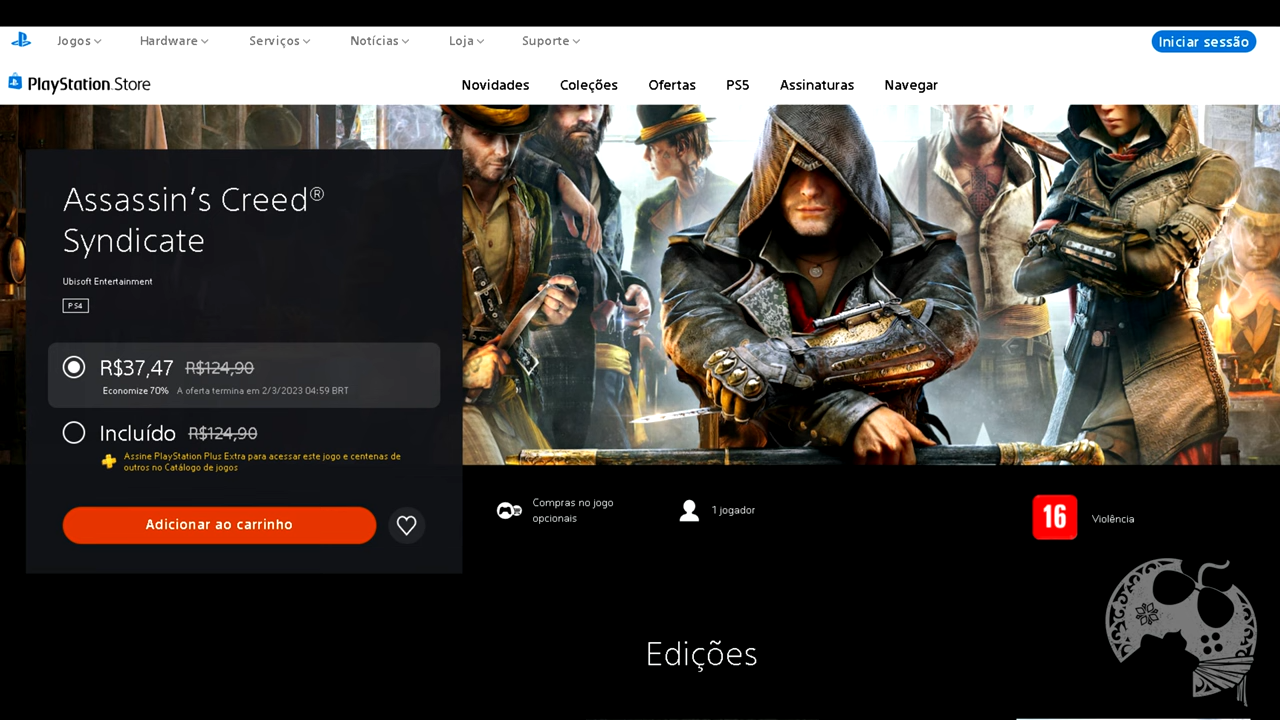 Jogos
Hardware
Serviços
Notícias
Loja
Suporte
Iniciar sessão
PlayStation Store
Novidades
Coleções
Ofertas
PS5
Assinaturas
Navegar
Assassin's Creed®
Syndicate
Ubisoft Entertainment
PS4
R$37,47 R$124,90
Economize 70% A oferta termina em 2/3/2023 04:59 BRT
Incluído R$124,90
Assine PlayStation Plus Extra para acessar este jogo e centenas de
outros no Catálogo de jogos
Adicionar ao carrinho
Compras no jogo
opcionais
1 jogador
16
Violência
Edições